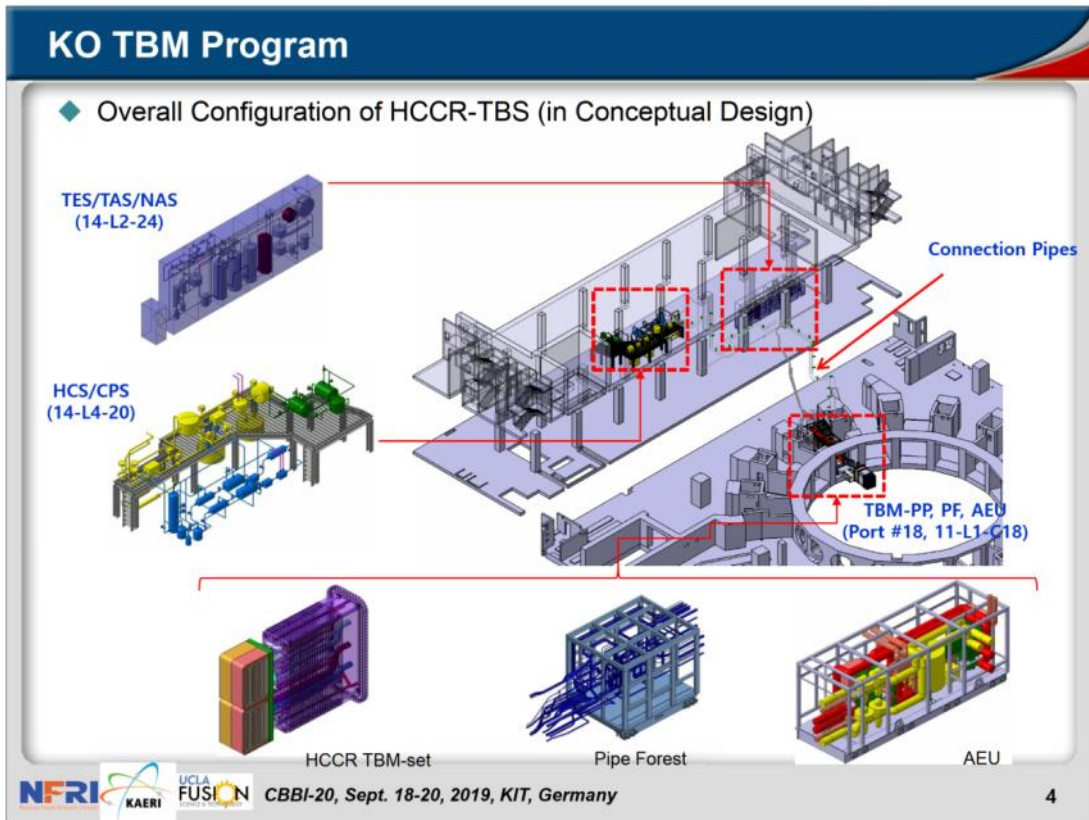 KO TBM Program
◆ Overall Configuration of HCCR-TBS (in Conceptual Design)
TES/TAS/NAS
(14-L2-24)
Connection Pipes
HCS/CPS
(14-L4-20)
TBM-PP, PF, AEU
(Port #18, 11-L1-C18)
HCCR TBM-set
Pipe Forest
AEU
NFRI
KAERI
UCLA
FUSION
CBBI-20, Sept. 18-20, 2019, KIT, Germany
4